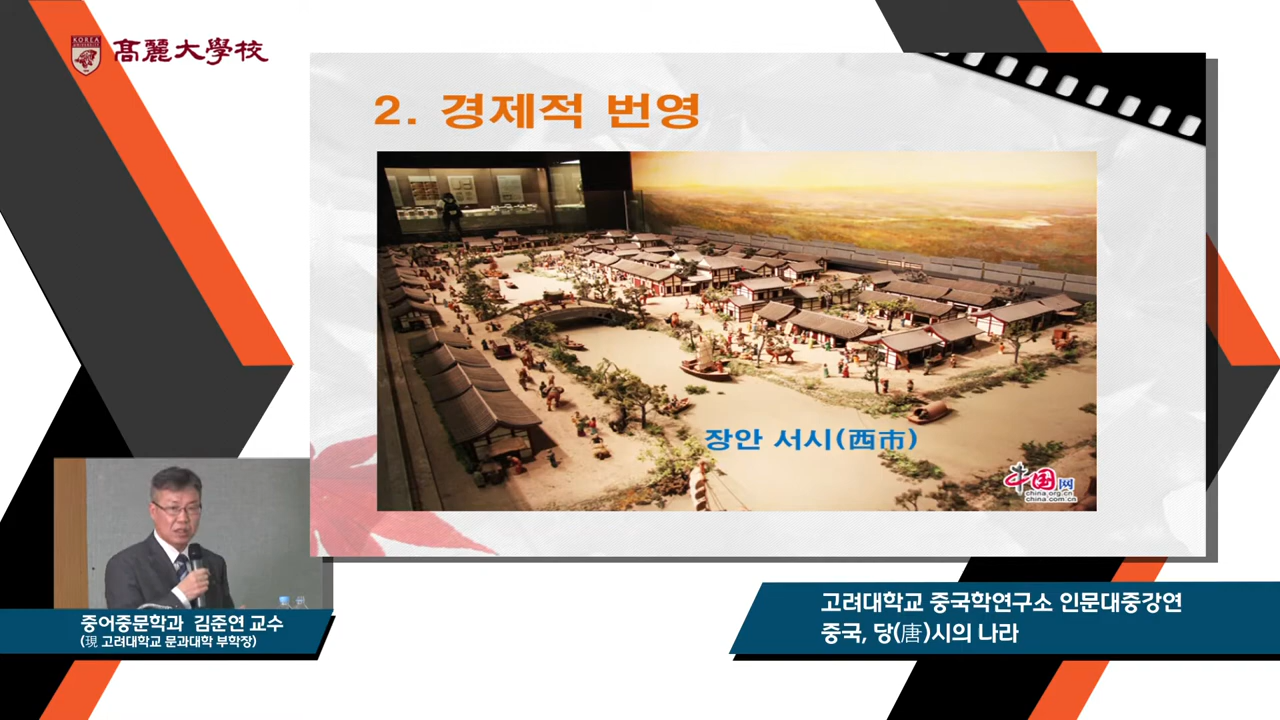 KOREA
UNIVERSITY
髙麗大學校
2. 경제적 번영
장안 서시(西市)
中国网
china.org.cn
china.com.cn
중어중문학과 김준연 교수
(現 고려대학교 문과대학 부학장)
고려대학교 중국학연구소 인문대중강연
중국, 당(唐)시의 나라